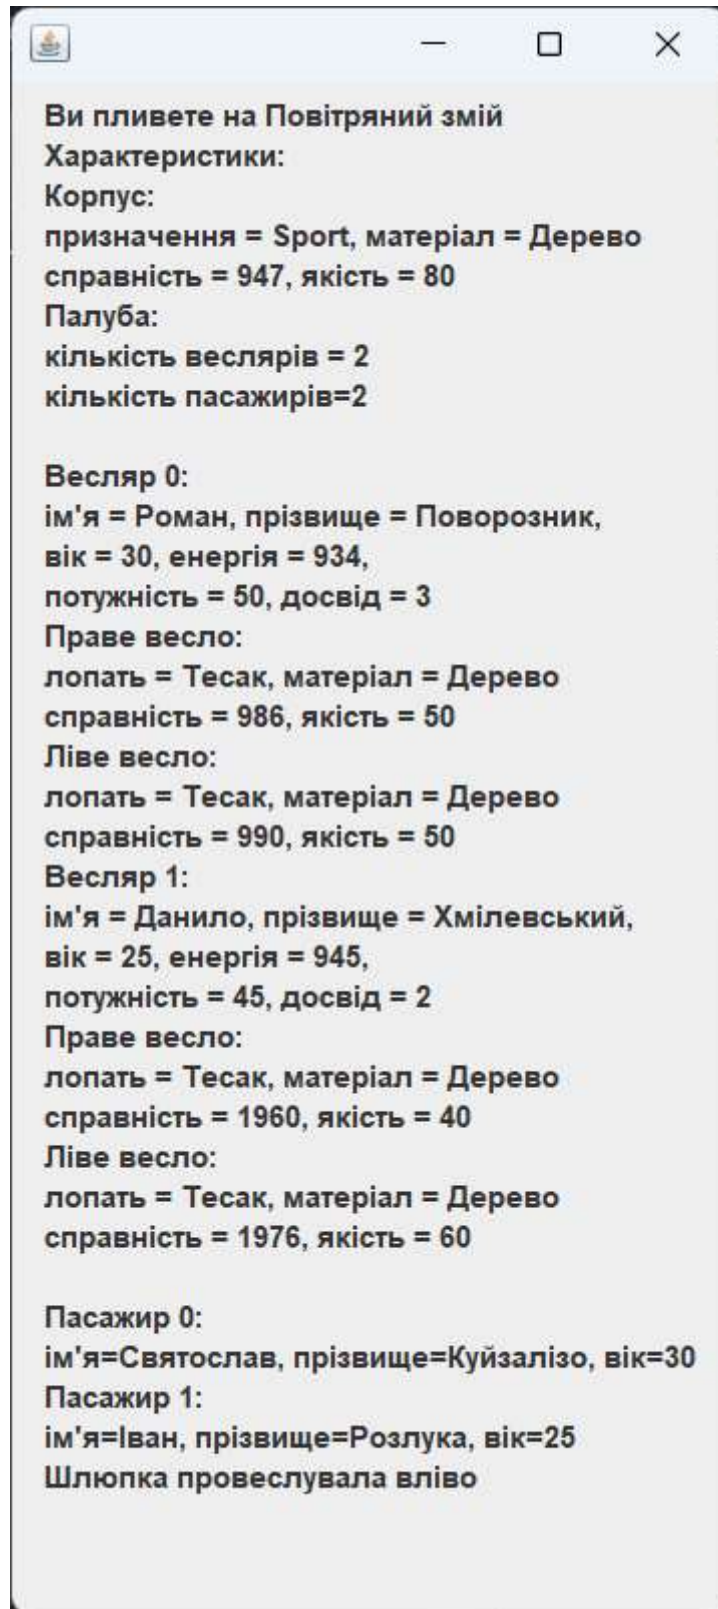 Ви пливете на Повітряний змій
Характеристики:
Корпус:
призначення = Sport, матеріал = Дерево
справність = 947, якість = 80
Палуба:
кількість веслярів = 2
кількість пасажирів=2
Весляр 0:
ім'я = Роман, прізвище = Поворозник,
вік = 30, енергія = 934,
потужність = 50, досвід = 3
Праве весло:
лопать = Тесак, матеріал = Дерево
справність = 986, якість = 50
Ліве весло:
лопать = Тесак, матеріал = Дерево
справність = 990, якість = 50
Весляр 1:
ім'я = Данило, прізвище = Хмілевський,
вік = 25, енергія = 945,
потужність = 45, досвід = 2
Праве весло:
лопать = Тесак, матеріал = Дерево
справність = 1960, якість = 40
Ліве весло:
лопать = Тесак, матеріал = Дерево
справність = 1976, якість = 60
Пасажир 0:
ім'я=Святослав, прізвище=Куйзалізо, вік=30
Пасажир 1:
ім'я=Іван, прізвище=Розлука, вік=25
Шлюпка провеслувала вліво